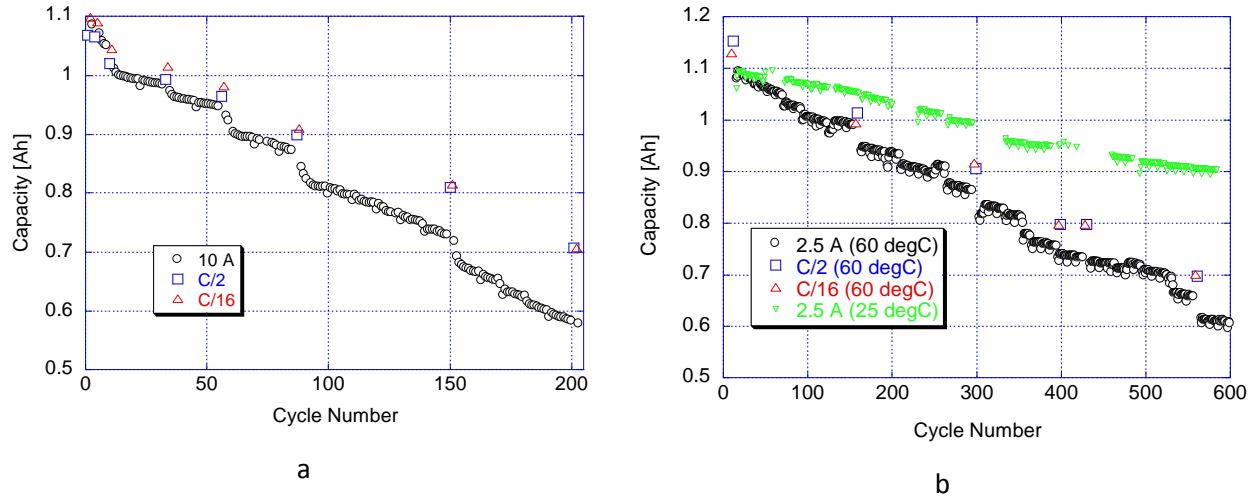 1.1
1
0.9
0.8
0.7
0.6
0.5
0
50
100
150
200
Capacity [Ah]
Cycle Number
10 A
C/2
C/16
a
1.2
1.1
1
0.9
0.8
0.7
0.6
0.5
0
100
200
300
400
500
600
Capacity [Ah]
Cycle Number
2.5 A (60 degC)
C/2 (60 degC)
C/16 (60 degC)
2.5 A (25 degC)
b